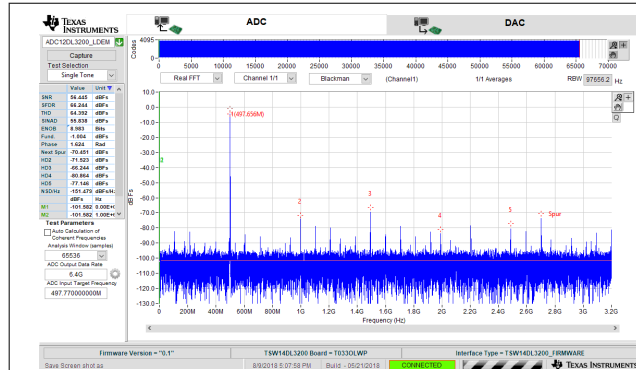 TEXAS INSTRUMENTS
ADC
DAC
ADC12DL3200_LDEM
Capture
Test Selection
Single Tone
Value Unit
SNR 56.445 dBFs
SFDR 66.244 dBFs
THD 64.392 dBFs
SINAD 55.838 dBFs
ENOB 8.983 Bits
Fund. -1.004 dBFs
Phase 1.624 Rad
Next Spur -70.451 dBFs
HD2 -71.523 dBFs
HD3 -66.244 dBFs
HD4 -80.864 dBFs
HD5 -77.146 dBFs
NSD/Hz -151.479 dBFs/H
dBFs Hz
M1 -101.582 0.00E+
M2 -101.582 1.00E+
Test Parameters
Auto Calculation of
Coherent Frequencies
Analysis Window (samples)
65536
ADC Output Data Rate
6.4G
ADC Input Target Frequency
497.770000000M
Codes
4095
0
0 5000 10000 15000 20000 25000 30000 35000 40000 45000 50000 55000 60000 65000 70000
Real FFT Channel 1/1 Blackman (Channel1) 1/1 Averages RBW 97656.2 Hz
dBFs
10.0
0.0
-10.0
-20.0
-30.0
-40.0
-50.0
-60.0
-70.0
-80.0
-90.0
-100.0
-110.0
-120.0
-130.0
1(497.656M)
2
3
4
5
Spur
0 200M 400M 600M 800M 1G 1.2G 1.4G 1.6G 1.8G 2G 2.2G 2.4G 2.6G 2.8G 3G 3.2G
Frequency (Hz)
Firmware Version = "0.1" TSW14DL3200 Board = T033OLWP Interface Type = TSW14DL3200_FIRMWARE
Save Screen shot as 8/9/2018 5:07:58 PM Build - 05/21/2018 CONNECTED TEXAS INSTRUMENTS